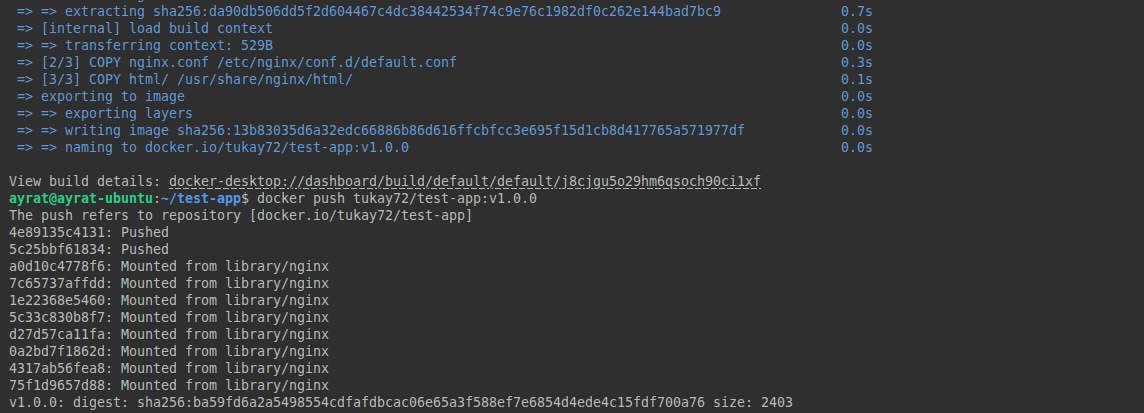 => => extracting sha256:da90db506dd5f2d604467c4dc38442534f74c9e76c1982df0c262e144bad7bc9 0.7s
=> [internal] load build context 0.0s
=> => transferring context: 529B 0.0s
=> [2/3] COPY nginx.conf /etc/nginx/conf.d/default.conf 0.3s
=> [3/3] COPY html/ /usr/share/nginx/html/ 0.1s
=> exporting to image 0.0s
=> => exporting layers 0.0s
=> => writing image sha256:13b83035d6a32edc66886b86d616ffcbfcc3e695f15d1cb8d417765a571977df 0.0s
=> => naming to docker.io/tukay72/test-app:v1.0.0 0.0s
View build details: docker-desktop://dashboard/build/default/default/j8cjgu5o29hm6qsoch90ci1xf
ayrat@ayrat-ubuntu:~/test-app$ docker push tukay72/test-app:v1.0.0
The push refers to repository [docker.io/tukay72/test-app]
4e89135c4131: Pushed
5c25bbf61834: Pushed
a0d10c4778f6: Mounted from library/nginx
7c65737affdd: Mounted from library/nginx
1e22368e5460: Mounted from library/nginx
5c33c830b8f7: Mounted from library/nginx
d27d57ca11fa: Mounted from library/nginx
0a2bd7f1862d: Mounted from library/nginx
4317ab56fea8: Mounted from library/nginx
75f1d9657d88: Mounted from library/nginx
v1.0.0: digest: sha256:ba59fd6a2a5498554cdfafdbcac06e65a3f588ef7e6854d4ede4c15fdf700a76 size: 2403